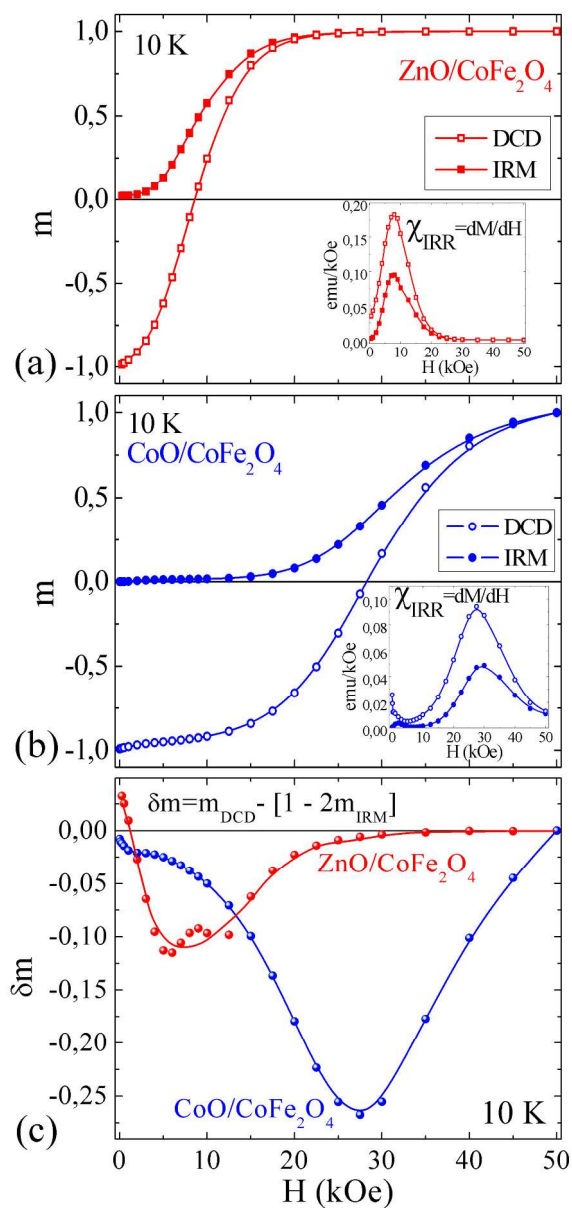 1,0
10 K
ZnO/CoFe₂O₄
0,5
DCD
IRM
0,0
m
0,20
χ_IRR=dM/dH
emu/kOe
0,15
0,10
0,05
0,00
0 10 20 30 40 50
H (kOe)
-0,5
-1,0
(a)
1,0
10 K
CoO/CoFe₂O₄
0,5
DCD
IRM
0,0
m
0,10
χ_IRR=dM/dH
emu/kOe
0,08
0,06
0,04
0,02
0,00
0 10 20 30 40 50
H (kOe)
-0,5
-1,0
(b)
δm=m_DCD- [1 - 2m_IRM]
0,00
ZnO/CoFe₂O₄
-0,05
-0,10
δm
-0,15
-0,20
CoO/CoFe₂O₄
-0,25
10 K
(c)
0 10 20 30 40 50
H (kOe)